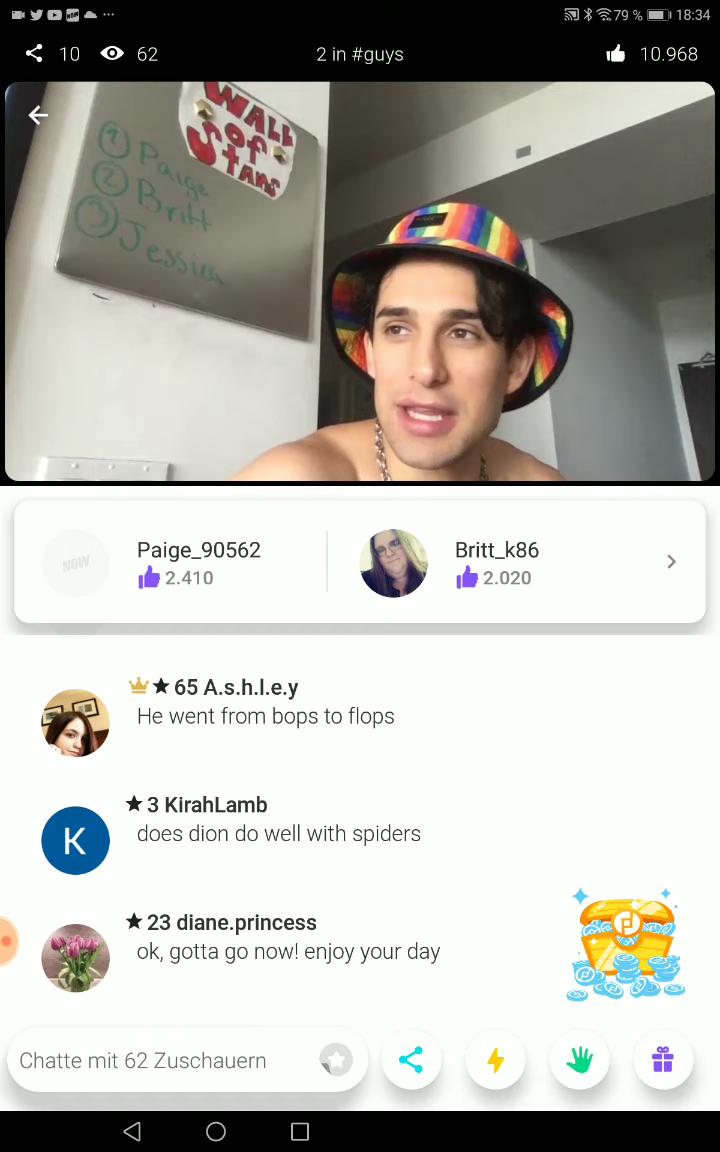 79 % 18:34
10 62 2 in #guys 10.968
WALL
OF
STARS
① Paige
② Britt
③ Jessica
NOW
Paige_90562
2.410
Britt_k86
2.020
65 A.s.h.l.e.y
He went from bops to flops
K
3 KirahLamb
does dion do well with spiders
23 diane.princess
ok, gotta go now! enjoy your day
Chatte mit 62 Zuschauern